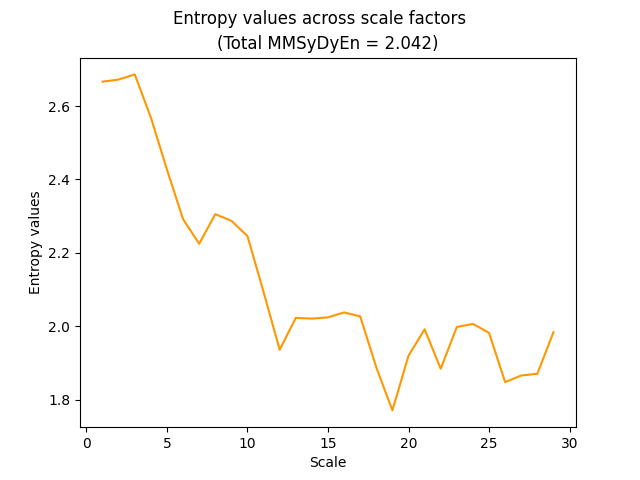 Entropy values across scale factors
(Total MMSyDyEn = 2.042)
Entropy values
2.6
2.4
2.2
2.0
1.8
0 5 10 15 20 25 30
Scale